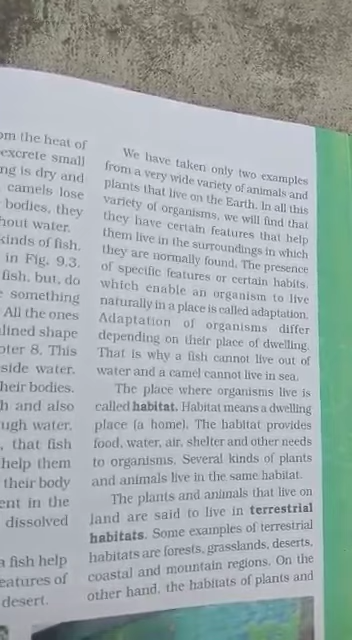 om the heat of
excrete small
ng is dry and
camels lose
bodies, they
hout water.
kinds of fish.
in Fig. 9.3.
fish, but, do
e something
All the ones
lined shape
pter 8. This
side water.
heir bodies.
h and also
ugh water.
, that fish
help them
their body
ent in the
dissolved
a fish help
eatures of
desert.
We have taken only two examples
from a very wide variety of animals and
plants that live on the Earth. In all this
variety of organisms, we will find that
they have certain features that help
them live in the surroundings in which
they are normally found. The presence
of specific features or certain habits,
which enable an organism to live
naturally in a place is called adaptation.
Adaptation of organisms differ
depending on their place of dwelling.
That is why a fish cannot live out of
water and a camel cannot live in sea.
The place where organisms live is
called habitat. Habitat means a dwelling
place (a home). The habitat provides
food, water, air, shelter and other needs
to organisms. Several kinds of plants
and animals live in the same habitat.
The plants and animals that live on
land are said to live in terrestrial
habitats. Some examples of terrestrial
habitats are forests, grasslands, deserts,
coastal and mountain regions. On the
other hand, the habitats of plants and